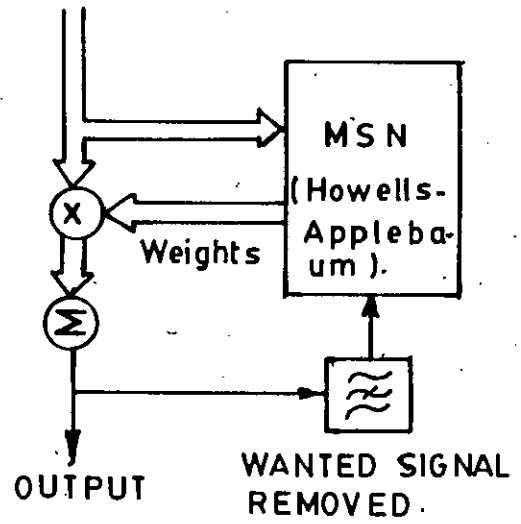 MSN
(Howells-
Appleba-
um).
X
Weights
Σ
OUTPUT
WANTED SIGNAL
REMOVED.